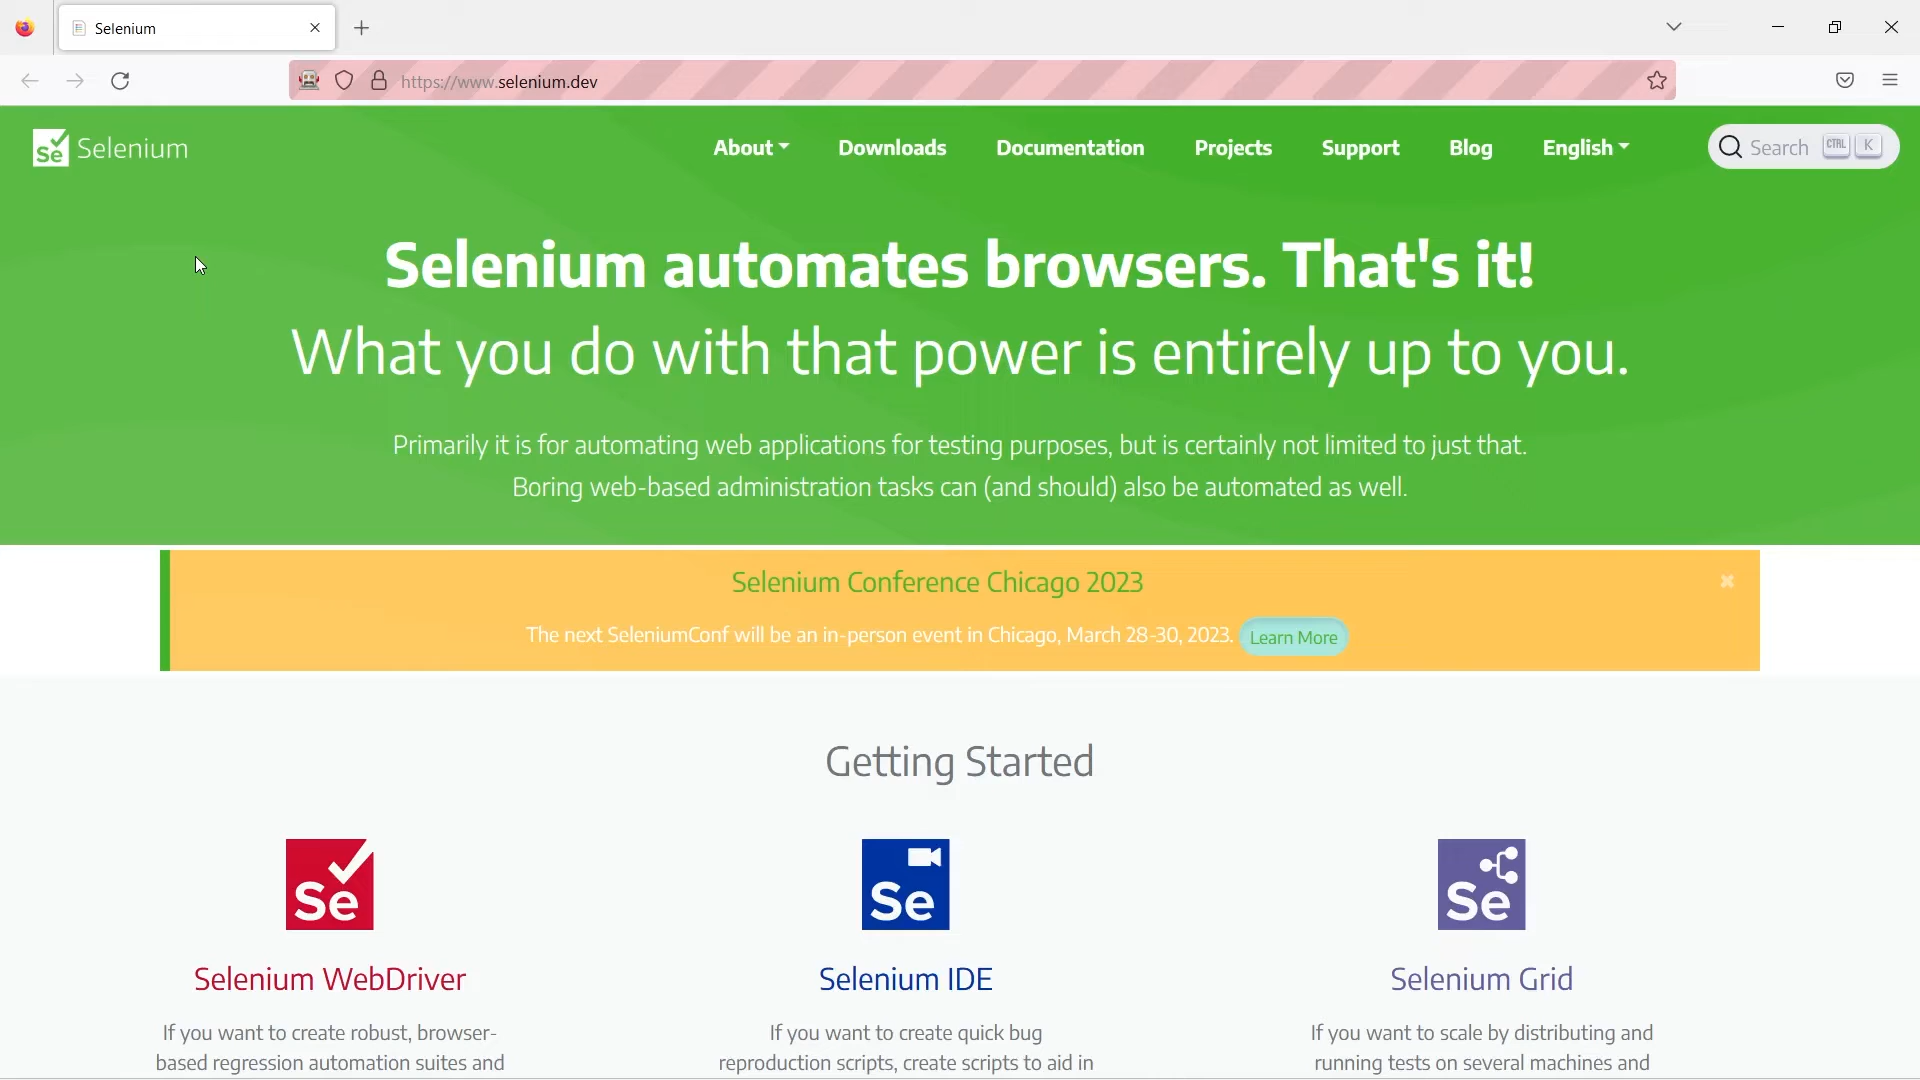 Selenium
https://www.selenium.dev
Se Selenium
About
Downloads
Documentation
Projects
Support
Blog
English
Search CTRL K
Selenium automates browsers. That's it!
What you do with that power is entirely up to you.
Primarily it is for automating web applications for testing purposes, but is certainly not limited to just that.
Boring web-based administration tasks can (and should) also be automated as well.
Selenium Conference Chicago 2023
The next SeleniumConf will be an in-person event in Chicago, March 28-30, 2023. Learn More
Getting Started
Se
Selenium WebDriver
If you want to create robust, browser-
based regression automation suites and
Se
Selenium IDE
If you want to create quick bug
reproduction scripts, create scripts to aid in
Se
Selenium Grid
If you want to scale by distributing and
running tests on several machines and